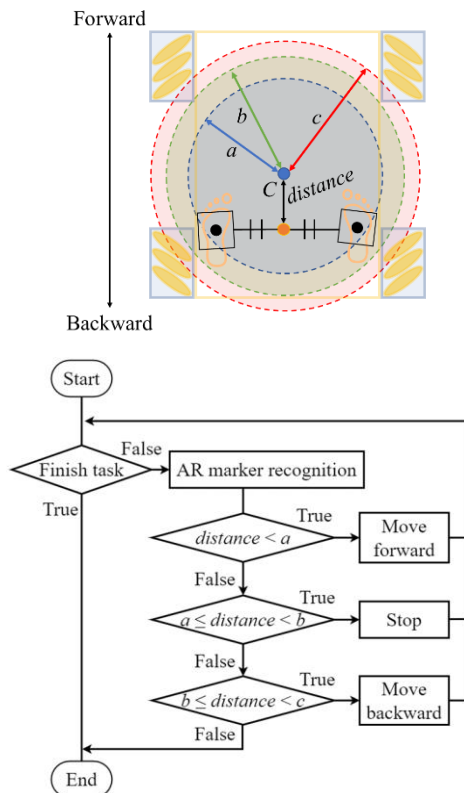 Forward
b
c
a
C
distance
Backward
Start
Finish task
False
AR marker recognition
True
distance < a
True
Move
forward
False
a ≤ distance < b
True
Stop
False
b ≤ distance < c
True
Move
backward
False
End